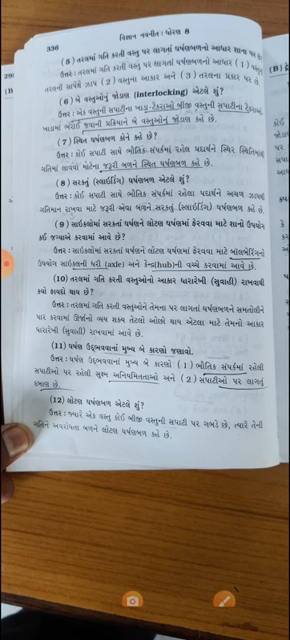 336
વિજ્ઞાન નવનીત : ધોરણ 8
(5) તરલમાં ગતિ કરતી વસ્તુ પર લાગતાં ઘર્ષણબળનો આધાર શાના પર
ઉત્તર : તરલમાં ગતિ કરતી વસ્તુ પર લાગતાં ઘર્ષણબળનો આધાર (1)
તરલની સાપેક્ષે ઝડપ (2) વસ્તુના આકાર અને (3) તરલના પ્રકાર પર છે.
(6) બે વસ્તુઓનું જોડાણ (interlocking) એટલે શું?
ઉત્તર : એક વસ્તુની સપાટીના ખાડા-ટેકરાઓ બીજી વસ્તુની સપાટીના ટેકરાઓ
ખાડામાં ભરાઈ જવાની પ્રક્રિયાને બે વસ્તુઓનું જોડાણ કહે છે.
(7) સ્થિત ઘર્ષણબળ કોને કહે છે?
ઉત્તર : કોઈ સપાટી સાથે ભૌતિક સંપર્કમાં રહેલ પદાર્થને સ્થિર સ્થિતિમાંથી
ગતિમાં લાવવા માટેના જરૂરી બળને સ્થિત ઘર્ષણબળ કહે છે.
(8) સરકતું (સ્લાઇડિંગ) ઘર્ષણબળ એટલે શું?
ઉત્તર : કોઈ સપાટી સાથે ભૌતિક સંપર્કમાં રહેલા પદાર્થને અચળ ઝડપથી
ગતિમાન રાખવા માટે જરૂરી એવા બળને સરકતું (સ્લાઇડિંગ) ઘર્ષણબળ કહે છે.
(9) સાઇકલોમાં સરકતાં ઘર્ષણને લોટણ ઘર્ષણમાં ફેરવવા માટે શાનો ઉપયોગ
કઈ જગ્યાએ કરવામાં આવે છે?
ઉત્તર : સાઇકલોમાં સરકતાં ઘર્ષણને લોટણ ઘર્ષણમાં ફેરવવા માટે બૉલબેરિંગનો
ઉપયોગ સાઇકલની ધરી (axle) અને કેન્દ્ર(hub)ની વચ્ચે કરવામાં આવે છે.
(10) તરલમાં ગતિ કરતી વસ્તુઓનો આકાર ધારારેખી (સુવાહી) રાખવાથી
કયો ફાયદો થાય છે?
ઉત્તર : તરલમાં ગતિ કરતી વસ્તુઓને તેમના પર લાગતાં ઘર્ષણબળને સમતોલીને
પાર કરવામાં ઊર્જાનો વ્યય શક્ય તેટલો ઓછો થાય એટલા માટે તેમનો આકાર
ધારારેખી (સુવાહી) રાખવામાં આવે છે.
(11) ઘર્ષણ ઉદ્ભવવાનાં મુખ્ય બે કારણો જણાવો.
ઉત્તર : ઘર્ષણ ઉદ્ભવવાનાં મુખ્ય બે કારણો (1) ભૌતિક સંપર્કમાં રહેલી
સપાટીઓ પર રહેલી સૂક્ષ્મ અનિયમિતતાઓ અને (2) સપાટીઓ પર લાગતું
દબાણ છે.
(12) લોટણ ઘર્ષણબળ એટલે શું?
ઉત્તર : જ્યારે એક વસ્તુ કોઈ બીજી વસ્તુની સપાટી પર ગબડે છે, ત્યારે તેની
ગતિને અવરોધતા બળને લોટણ ઘર્ષણબળ કહે છે.